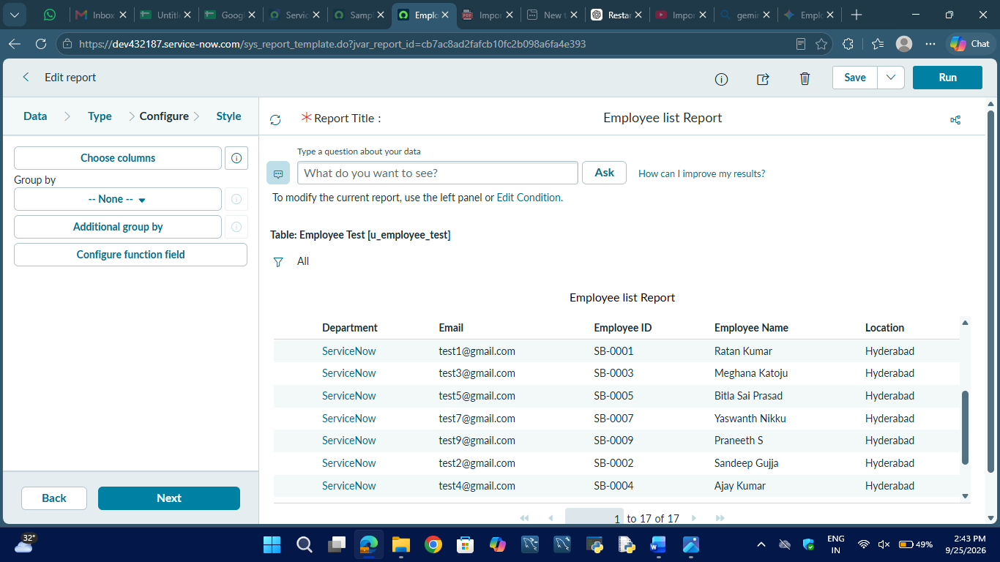 Inbox
Untitl
Goog
Servic
Samp
Emplo
Impor
New t
Restar
Impor
gemir
Emplo
https://dev432187.service-now.com/sys_report_template.do?jvar_report_id=cb7ac8ad2fafcb10fc2b098a6fa4e393
Chat
Edit report
Save
Run
Data
Type
Configure
Style
Report Title :
Employee list Report
Choose columns
Group by
-- None --
Additional group by
Configure function field
Back
Next
Type a question about your data
What do you want to see?
Ask
How can I improve my results?
To modify the current report, use the left panel or Edit Condition.
Table: Employee Test [u_employee_test]
All
Employee list Report
Department Email Employee ID Employee Name Location
ServiceNow test1@gmail.com SB-0001 Ratan Kumar Hyderabad
ServiceNow test3@gmail.com SB-0003 Meghana Katoju Hyderabad
ServiceNow test5@gmail.com SB-0005 Bitla Sai Prasad Hyderabad
ServiceNow test7@gmail.com SB-0007 Yaswanth Nikku Hyderabad
ServiceNow test9@gmail.com SB-0009 Praneeth S Hyderabad
ServiceNow test2@gmail.com SB-0002 Sandeep Gujja Hyderabad
ServiceNow test4@gmail.com SB-0004 Ajay Kumar Hyderabad
1 to 17 of 17
32°
ENG
IN
49%
2:43 PM
9/25/2026